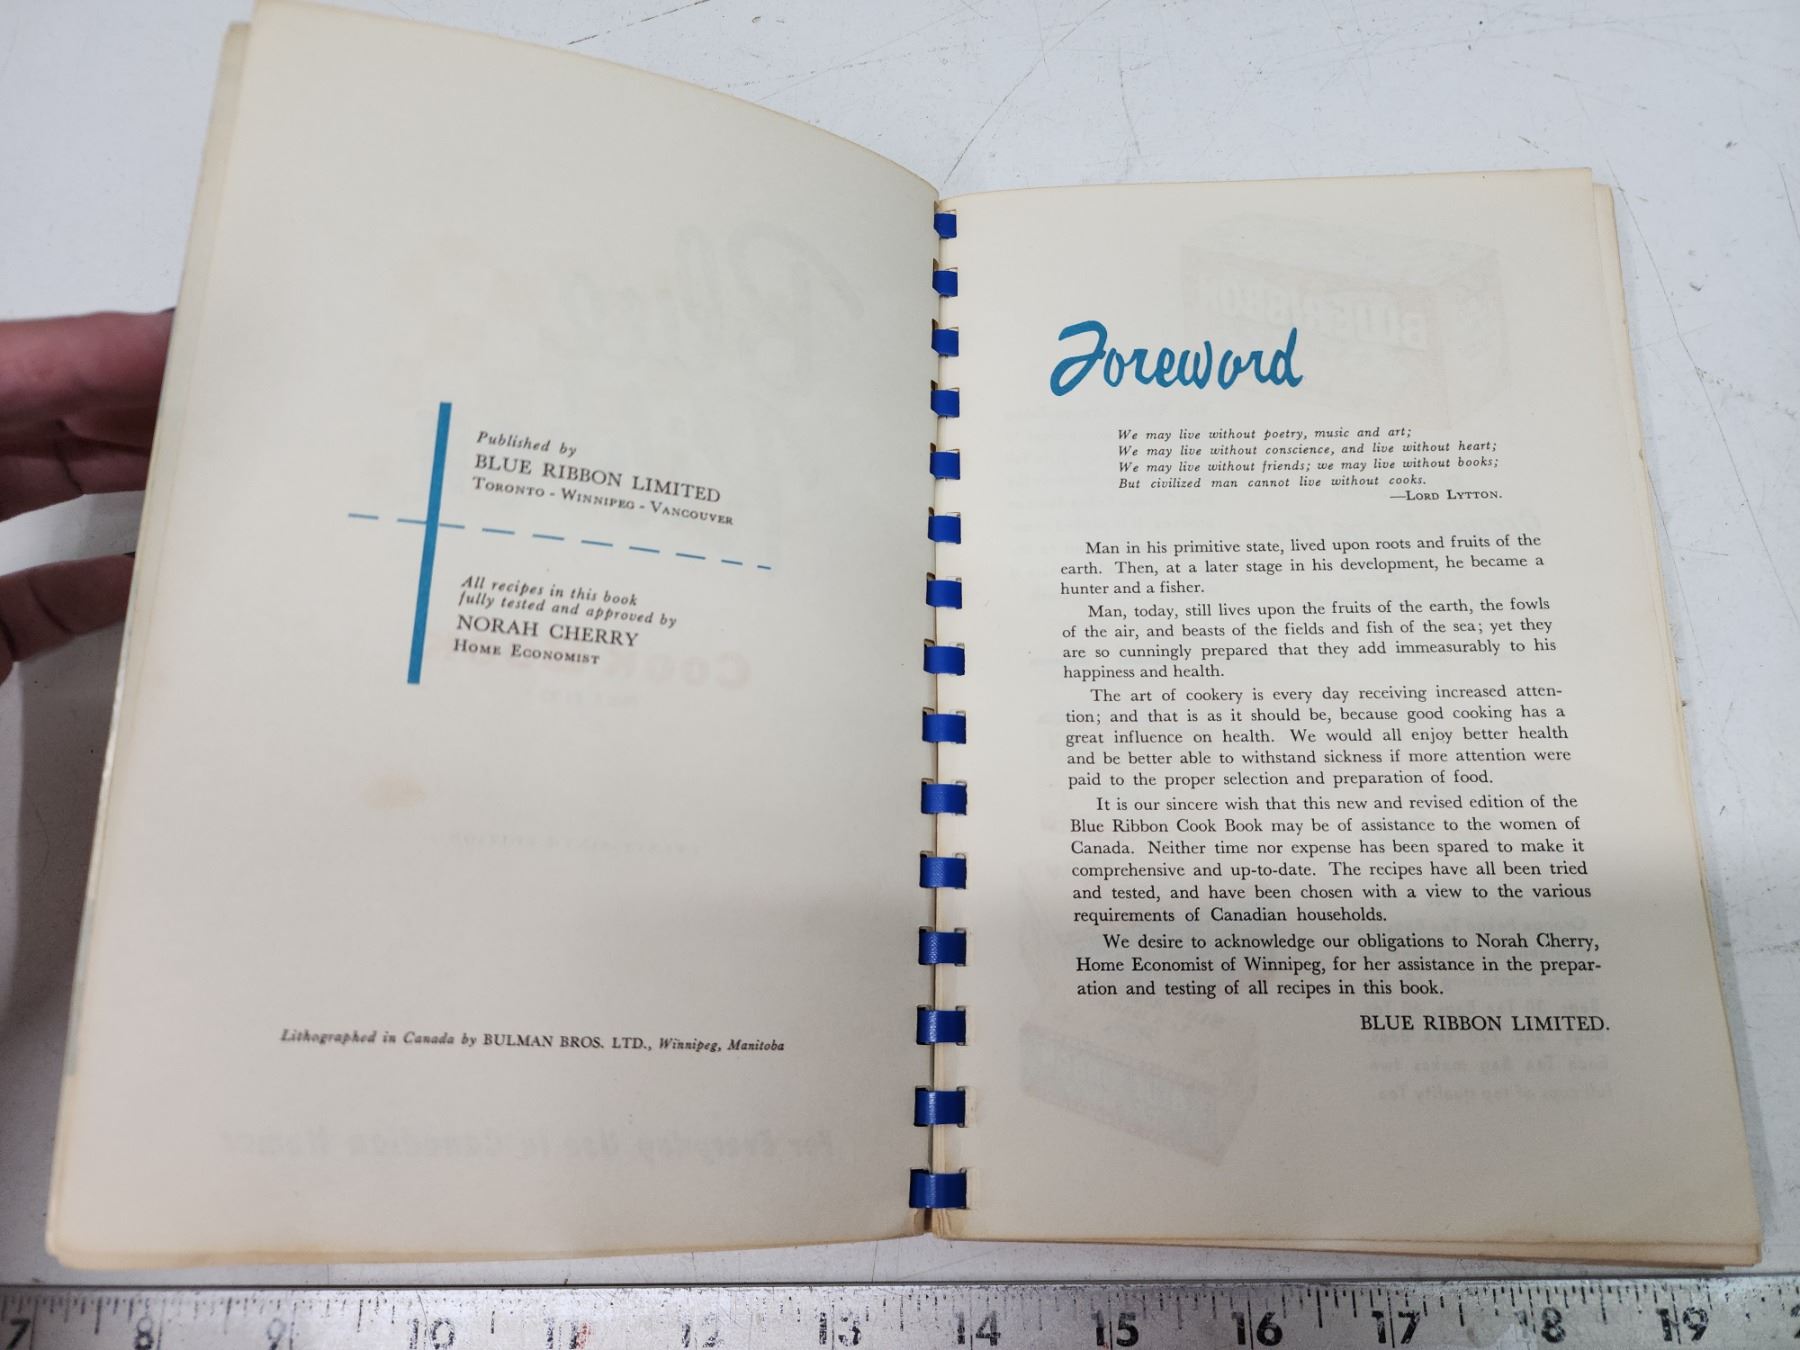 Published by
BLUE RIBBON LIMITED
TORONTO - WINNIPEG - VANCOUVER
All recipes in this book
fully tested and approved by
NORAH CHERRY
HOME ECONOMIST
Lithographed in Canada by BULMAN BROS. LTD., Winnipeg, Manitoba
Foreword
We may live without poetry, music and art;
We may live without conscience, and live without heart;
We may live without friends; we may live without books;
But civilized man cannot live without cooks.
—LORD LYTTON.
Man in his primitive state, lived upon roots and fruits of the
earth. Then, at a later stage in his development, he became a
hunter and a fisher.
Man, today, still lives upon the fruits of the earth, the fowls
of the air, and beasts of the fields and fish of the sea; yet they
are so cunningly prepared that they add immeasurably to his
happiness and health.
The art of cookery is every day receiving increased atten-
tion; and that is as it should be, because good cooking has a
great influence on health. We would all enjoy better health
and be better able to withstand sickness if more attention were
paid to the proper selection and preparation of food.
It is our sincere wish that this new and revised edition of the
Blue Ribbon Cook Book may be of assistance to the women of
Canada. Neither time nor expense has been spared to make it
comprehensive and up-to-date. The recipes have all been tried
and tested, and have been chosen with a view to the various
requirements of Canadian households.
We desire to acknowledge our obligations to Norah Cherry,
Home Economist of Winnipeg, for her assistance in the prepar-
ation and testing of all recipes in this book.
BLUE RIBBON LIMITED.
7 8 9 10 11 12 13 14 15 16 17 18 19